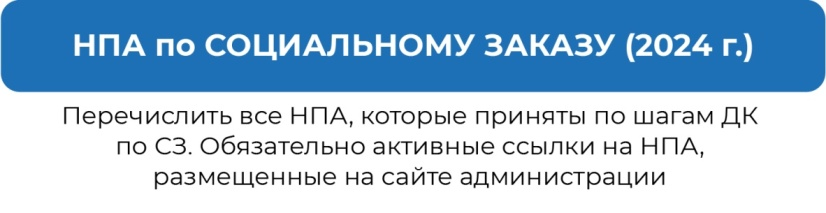 НПА по СОЦИАЛЬНОМУ ЗАКАЗУ (2024 г.)
Перечислить все НПА, которые приняты по шагам ДК
по СЗ. Обязательно активные ссылки на НПА,
размещенные на сайте администрации